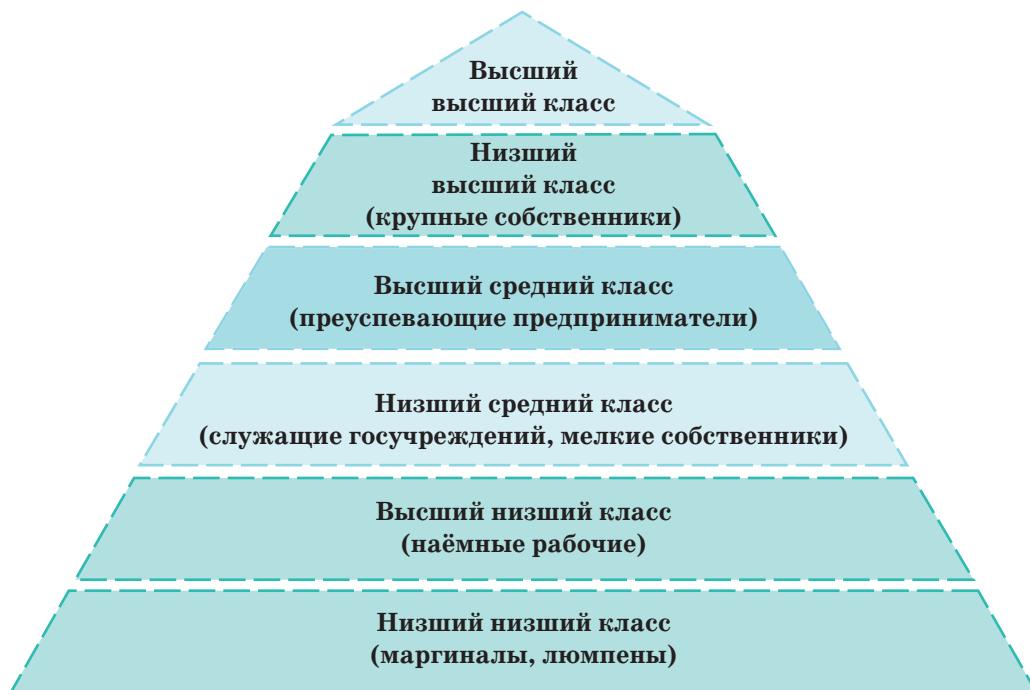 Высший
высший класс
Низший
высший класс
(крупные собственники)
Высший средний класс
(преуспевающие предприниматели)
Низший средний класс
(служащие госучреждений, мелкие собственники)
Высший низший класс
(наёмные рабочие)
Низший низший класс
(маргиналы, люмпены)